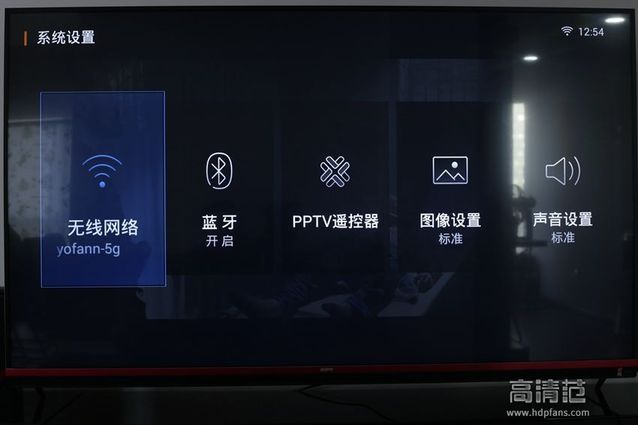 系统设置
12:54
无线网络
yofann-5g
蓝牙
开启
PPTV遥控器
图像设置
标准
声音设置
标准
高清范
www.hdpfans.com